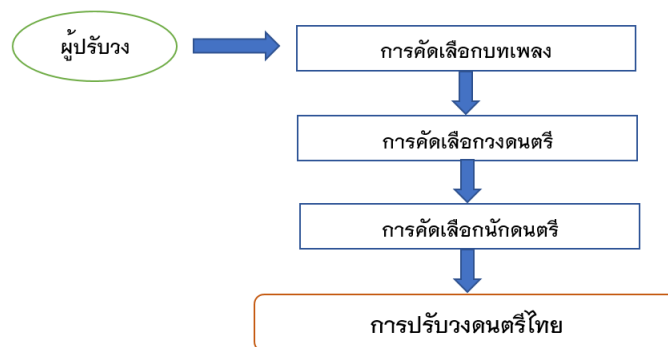 ผู้ปรับวง
การคัดเลือกบทเพลง
การคัดเลือกวงดนตรี
การคัดเลือกนักดนตรี
การปรับวงดนตรีไทย